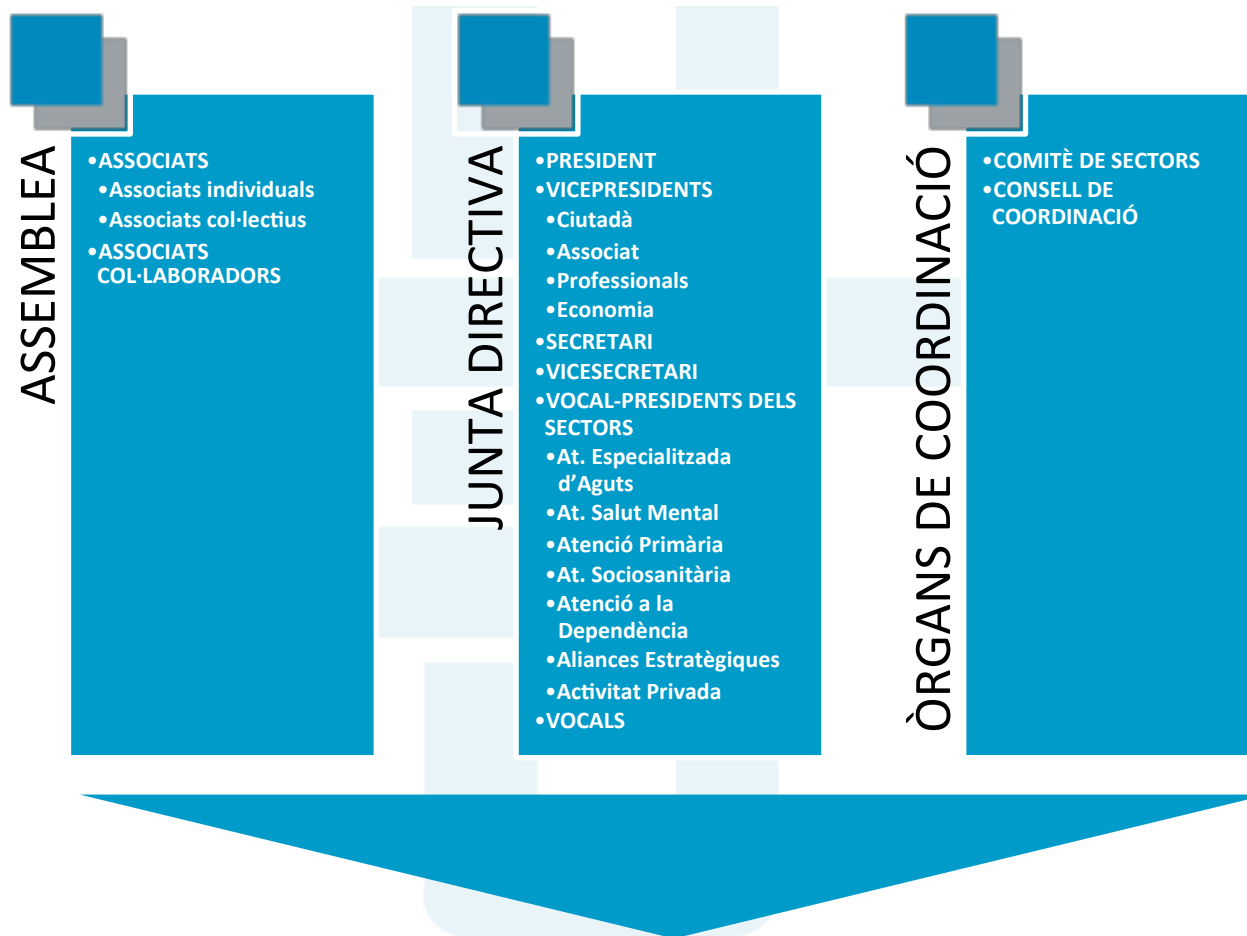 ASSEMBLEA
•ASSOCIATS
•Associats individuals
•Associats col·lectius
•ASSOCIATS
COL·LABORADORS
JUNTA DIRECTIVA
•PRESIDENT
•VICEPRESIDENTS
•Ciutadà
•Associat
•Professionals
•Economia
•SECRETARI
•VICESECRETARI
•VOCAL-PRESIDENTS DELS
SECTORS
•At. Especialitzada
d’Aguts
•At. Salut Mental
•Atenció Primària
•At. Sociosanitària
•Atenció a la
Dependència
•Aliances Estratègiques
•Activitat Privada
•VOCALS
ÒRGANS DE COORDINACIÓ
•COMITÈ DE SECTORS
•CONSELL DE
COORDINACIÓ